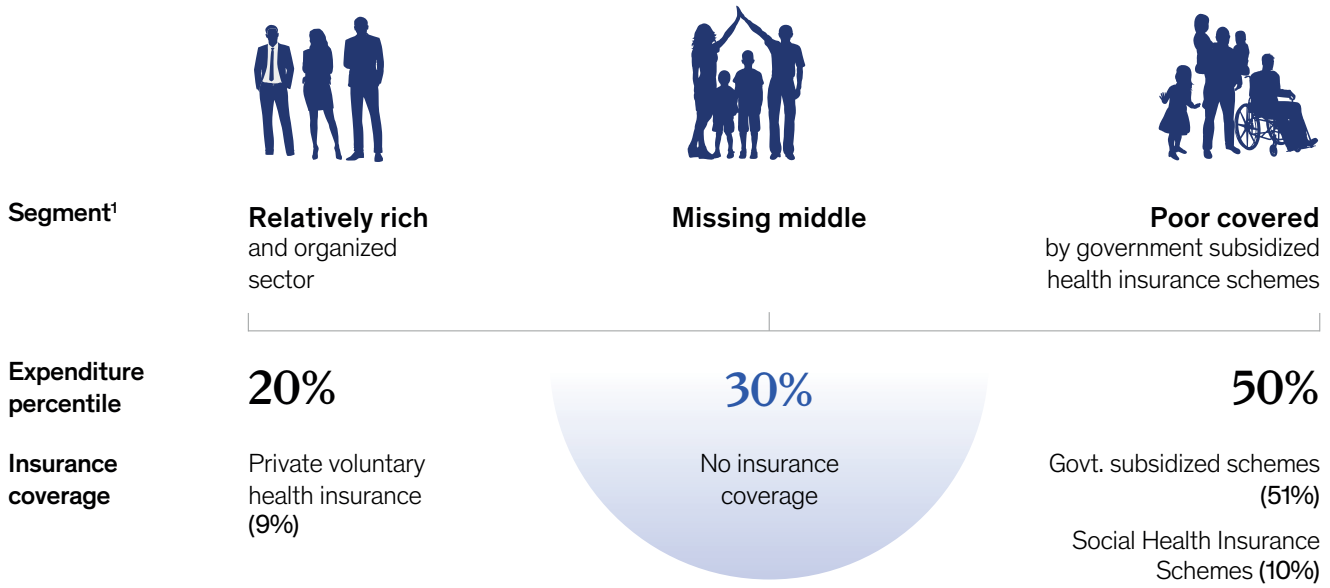 Segment¹
Relatively rich
and organized
sector
Missing middle
Poor covered
by government subsidized
health insurance schemes
Expenditure
percentile
20%
30%
50%
Insurance
coverage
Private voluntary
health insurance
(9%)
No insurance
coverage
Govt. subsidized schemes
(51%)
Social Health Insurance
Schemes (10%)